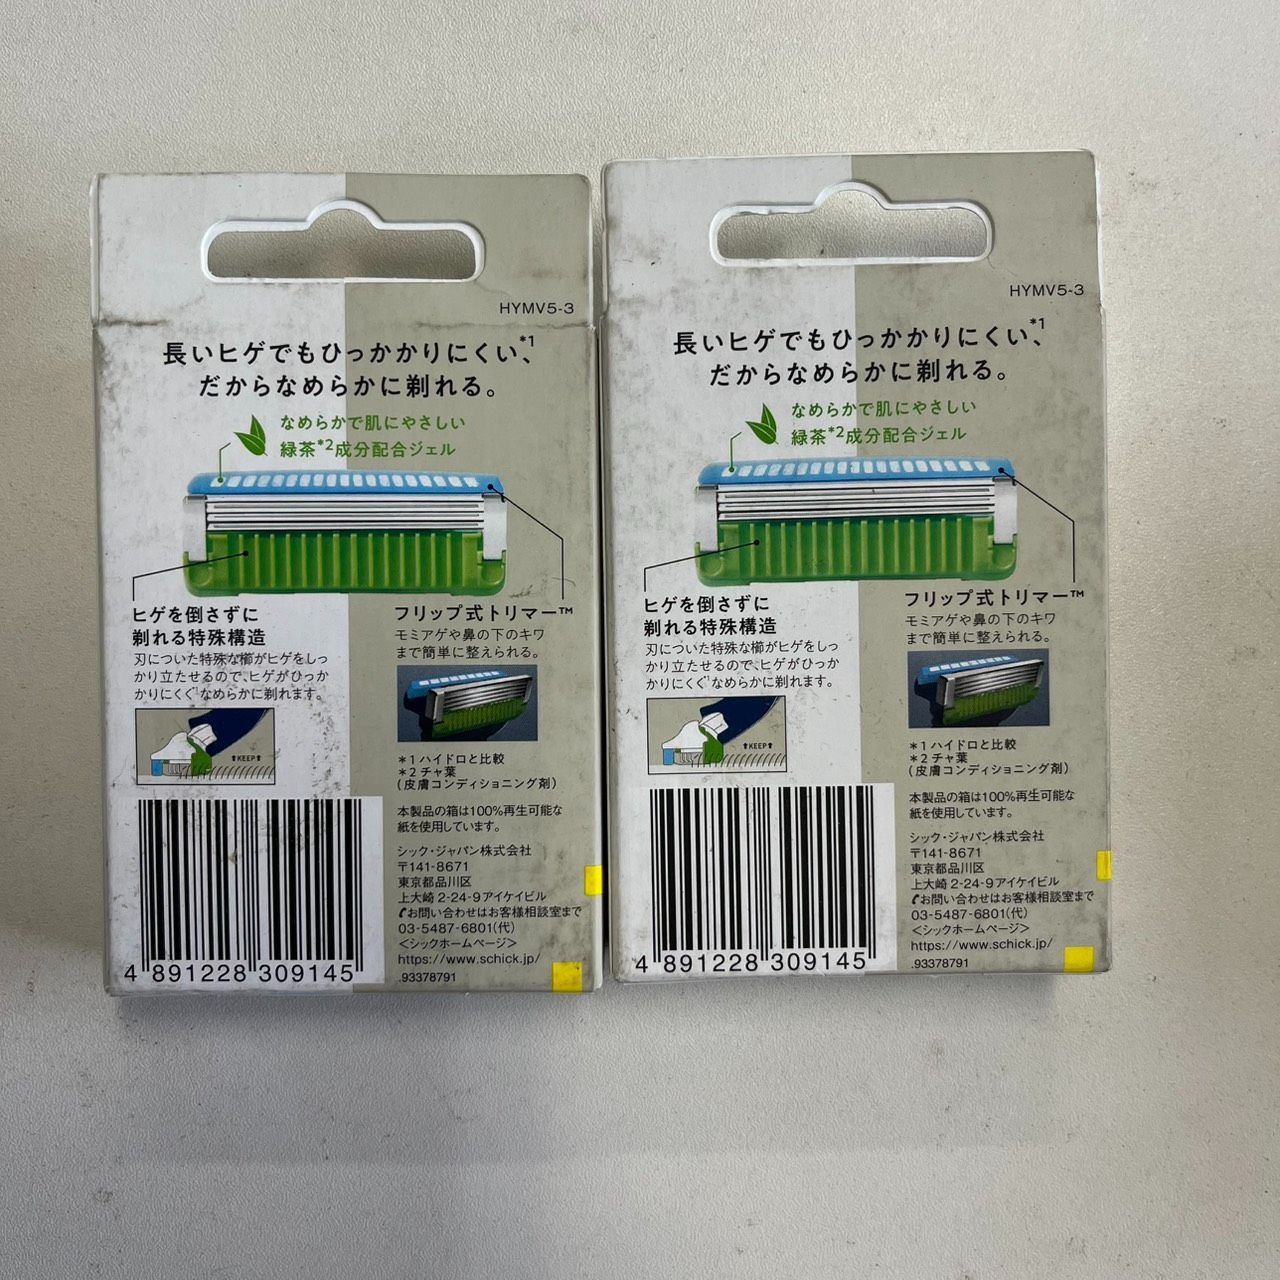 HYMV5-3
長いヒゲでもひっかかりにくい、*1
だからなめらかに剃れる。
なめらかで肌にやさしい
緑茶*2成分配合ジェル
ヒゲを倒さずに
剃れる特殊構造
刃についた特殊な櫛がヒゲをしっ
かり立たせるので、ヒゲがひっか
かりにくく*1なめらかに剃れます。
⬆KEEP⬆
フリップ式トリマー™
モミアゲや鼻の下のキワ
まで簡単に整えられる。
*1 ハイドロと比較
*2 チャ葉
(皮膚コンディショニング剤)
本製品の箱は100%再生可能な
紙を使用しています。
シック・ジャパン株式会社
〒141-8671
東京都品川区
上大崎 2-24-9アイケイビル
お問い合わせはお客様相談室まで
03-5487-6801(代)
<シックホームページ>
https://www.schick.jp/
.93378791
4 891228 309145
HYMV5-3
長いヒゲでもひっかかりにくい、*1
だからなめらかに剃れる。
なめらかで肌にやさしい
緑茶*2成分配合ジェル
ヒゲを倒さずに
剃れる特殊構造
刃についた特殊な櫛がヒゲをしっ
かり立たせるので、ヒゲがひっか
かりにくく*1なめらかに剃れます。
⬆KEEP⬆
フリップ式トリマー™
モミアゲや鼻の下のキワ
まで簡単に整えられる。
*1 ハイドロと比較
*2 チャ葉
(皮膚コンディショニング剤)
本製品の箱は100%再生可能な
紙を使用しています。
シック・ジャパン株式会社
〒141-8671
東京都品川区
上大崎 2-24-9アイケイビル
お問い合わせはお客様相談室まで
03-5487-6801(代)
<シックホームページ>
https://www.schick.jp/
.93378791
4 891228 309145